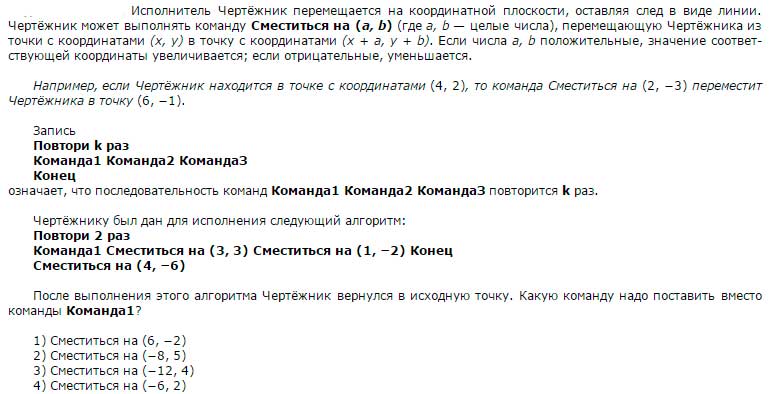 Исполнитель Чертёжник перемещается на координатной плоскости, оставляя след в виде линии.
Чертёжник может выполнять команду Сместиться на (a, b) (где a, b — целые числа), перемещающую Чертёжника из
точки с координатами (x, y) в точку с координатами (x + a, y + b). Если числа a, b положительные, значение соответ-
ствующей координаты увеличивается; если отрицательные, уменьшается.
Например, если Чертёжник находится в точке с координатами (4, 2), то команда Сместиться на (2, −3) переместит
Чертёжника в точку (6, −1).
Запись
Повтори k раз
Команда1 Команда2 Команда3
Конец
означает, что последовательность команд Команда1 Команда2 Команда3 повторится k раз.
Чертёжнику был дан для исполнения следующий алгоритм:
Повтори 2 раз
Команда1 Сместиться на (3, 3) Сместиться на (1, −2) Конец
Сместиться на (4, −6)
После выполнения этого алгоритма Чертёжник вернулся в исходную точку. Какую команду надо поставить вместо
команды Команда1?
1) Сместиться на (6, −2)
2) Сместиться на (−8, 5)
3) Сместиться на (−12, 4)
4) Сместиться на (−6, 2)